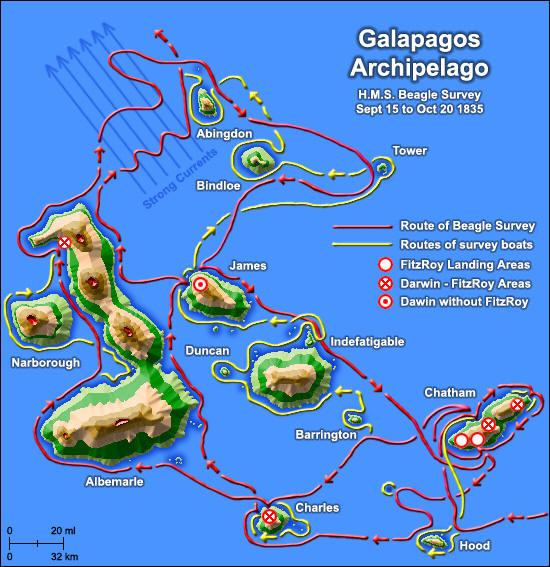 Galapagos
Archipelago
H.M.S. Beagle Survey
Sept 15 to Oct 20 1835
Abingdon
Tower
Bindloe
Strong Currents
Route of Beagle Survey
Routes of survey boats
FitzRoy Landing Areas
Darwin - FitzRoy Areas
Dawin without FitzRoy
James
Indefatigable
Duncan
Narborough
Chatham
Barrington
Albemarle
Charles
Hood
0 20 ml
0 32 km